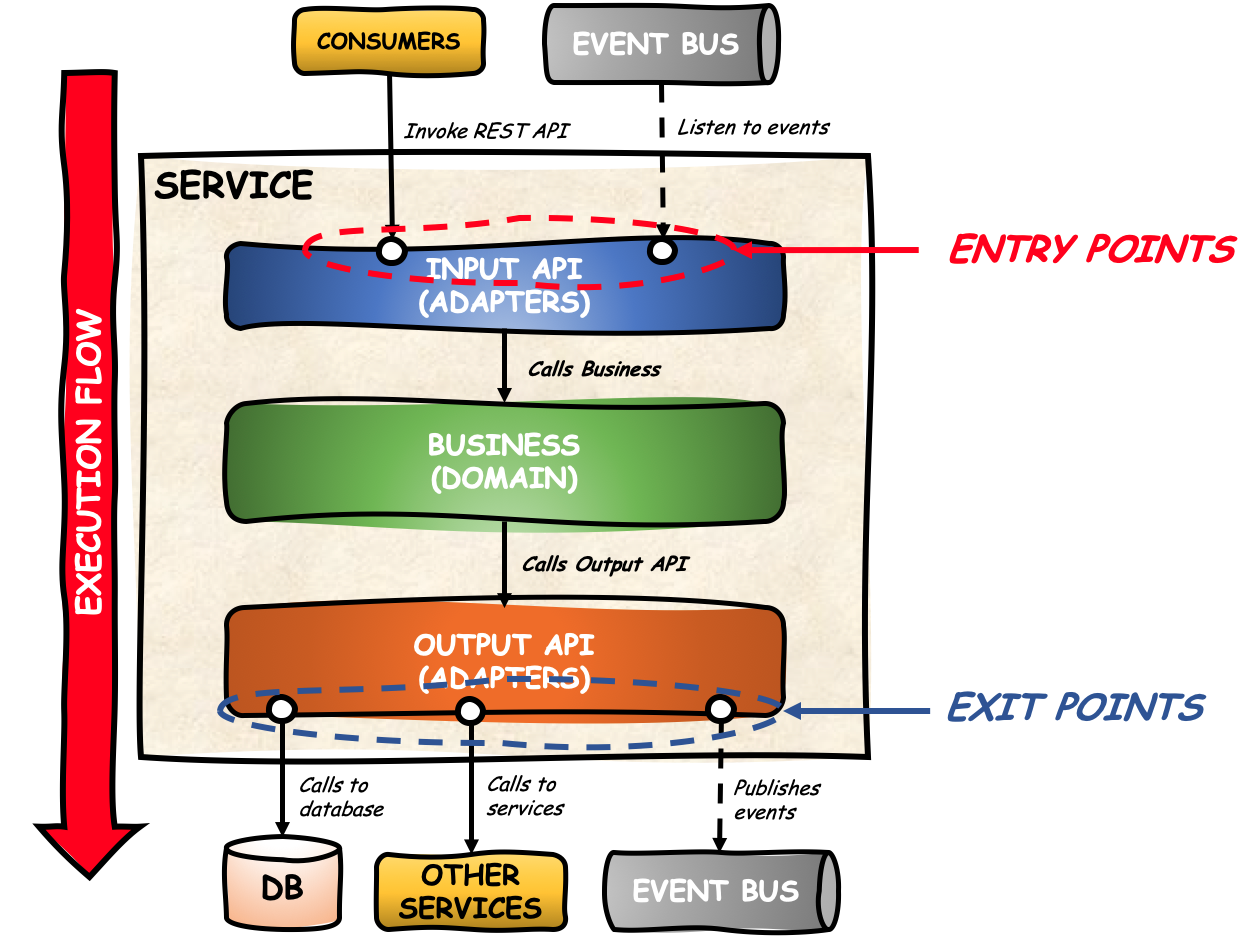 CONSUMERS
EVENT BUS
Invoke REST API
Listen to events
SERVICE
INPUT API
(ADAPTERS)
ENTRY POINTS
EXECUTION FLOW
Calls Business
BUSINESS
(DOMAIN)
Calls Output API
OUTPUT API
(ADAPTERS)
EXIT POINTS
Calls to
database
Calls to
services
Publishes
events
DB
OTHER
SERVICES
EVENT BUS